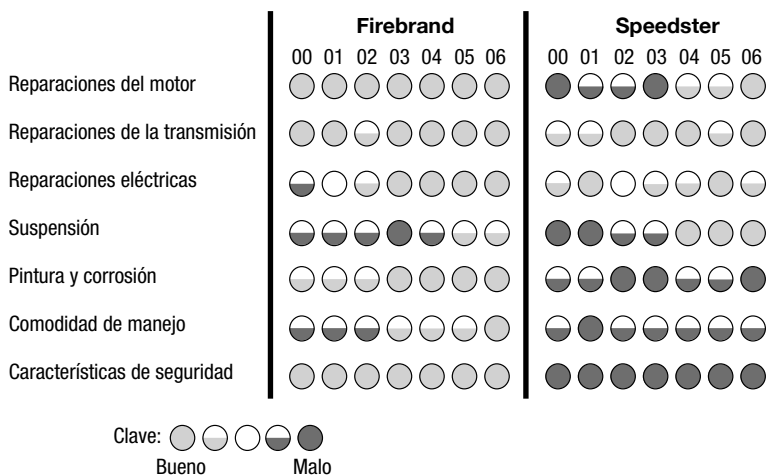 Firebrand Speedster
00 01 02 03 04 05 06 00 01 02 03 04 05 06
Reparaciones del motor
Reparaciones de la transmisión
Reparaciones eléctricas
Suspensión
Pintura y corrosión
Comodidad de manejo
Características de seguridad
Clave:
Bueno Malo